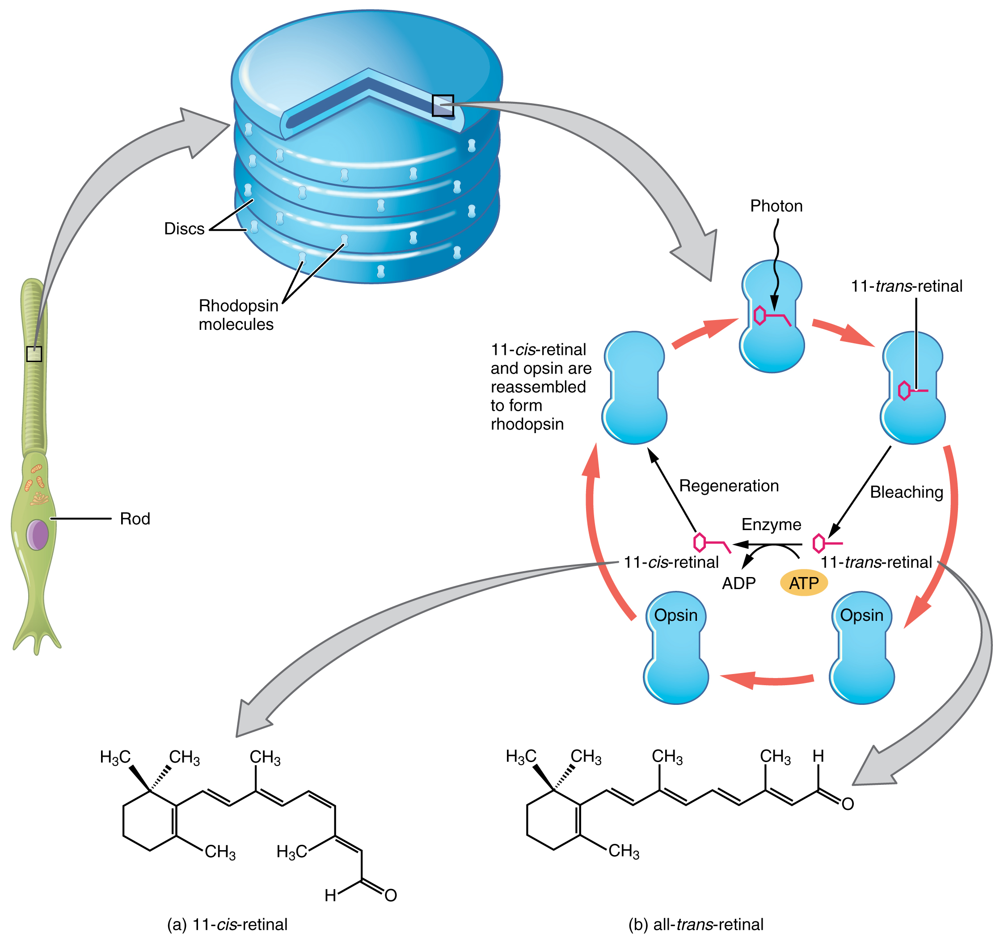 Photon
11-trans-retinal
Discs
Rhodopsin
molecules
11-cis-retinal
and opsin are
reassembled
to form
rhodopsin
Regeneration
Bleaching
Rod
Enzyme
11-cis-retinal
11-trans-retinal
ADP
ATP
Opsin
Opsin
H₃C
CH₃
CH₃
CH₃
H₃C
H
O
H₃C
CH₃
CH₃
CH₃
H
O
CH₃
(a) 11-cis-retinal
(b) all-trans-retinal